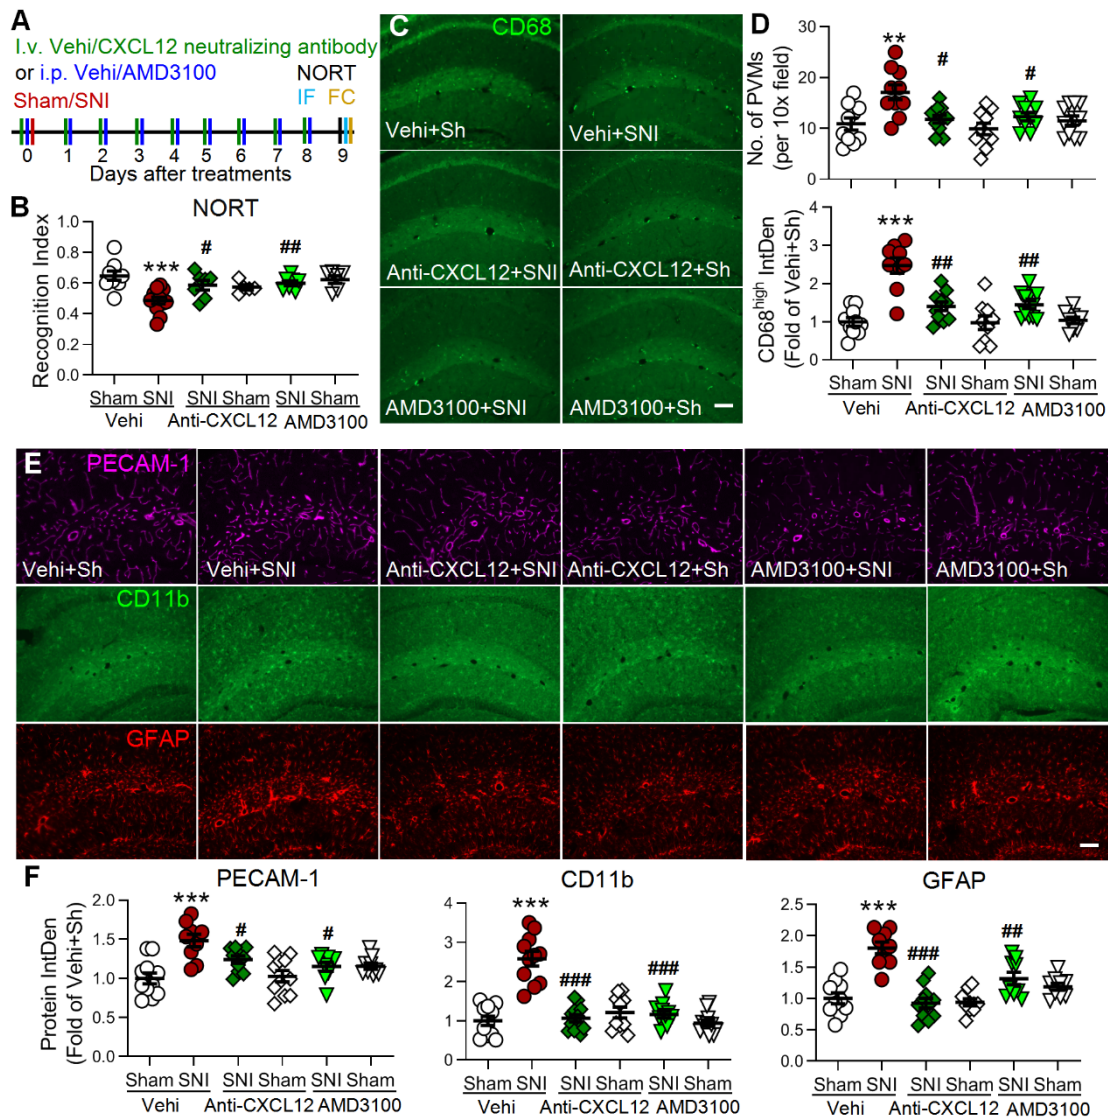 A
I.v. Vehi/CXCL12 neutralizing antibody
or i.p. Vehi/AMD3100
NORT
Sham/SNI
IF FC
0 1 2 3 4 5 6 7 8 9
Days after treatments
B
NORT
Recognition Index
1.0
0.8
0.6
0.4
0.2
0.0
***
#
##
Sham SNI SNI Sham SNI Sham
Vehi Anti-CXCL12 AMD3100
C
CD68
Vehi+Sh
Vehi+SNI
Anti-CXCL12+SNI
Anti-CXCL12+Sh
AMD3100+SNI
AMD3100+Sh
D
No. of PVMs
(per 10x field)
30
20
10
0
**
#
#
CD68high IntDen
(Fold of Vehi+Sh)
4
3
2
1
0
***
##
##
Sham SNI SNI Sham SNI Sham
Vehi Anti-CXCL12 AMD3100
E
PECAM-1
Vehi+Sh
Vehi+SNI
Anti-CXCL12+SNI
Anti-CXCL12+Sh
AMD3100+SNI
AMD3100+Sh
CD11b
GFAP
F
PECAM-1
Protein IntDen
(Fold of Vehi+Sh)
2.0
1.5
1.0
0.5
0.0
***
#
#
Sham SNI SNI Sham SNI Sham
Vehi Anti-CXCL12 AMD3100
CD11b
4
3
2
1
0
***
###
###
Sham SNI SNI Sham SNI Sham
Vehi Anti-CXCL12 AMD3100
GFAP
2.5
2.0
1.5
1.0
0.5
0.0
***
###
##
Sham SNI SNI Sham SNI Sham
Vehi Anti-CXCL12 AMD3100